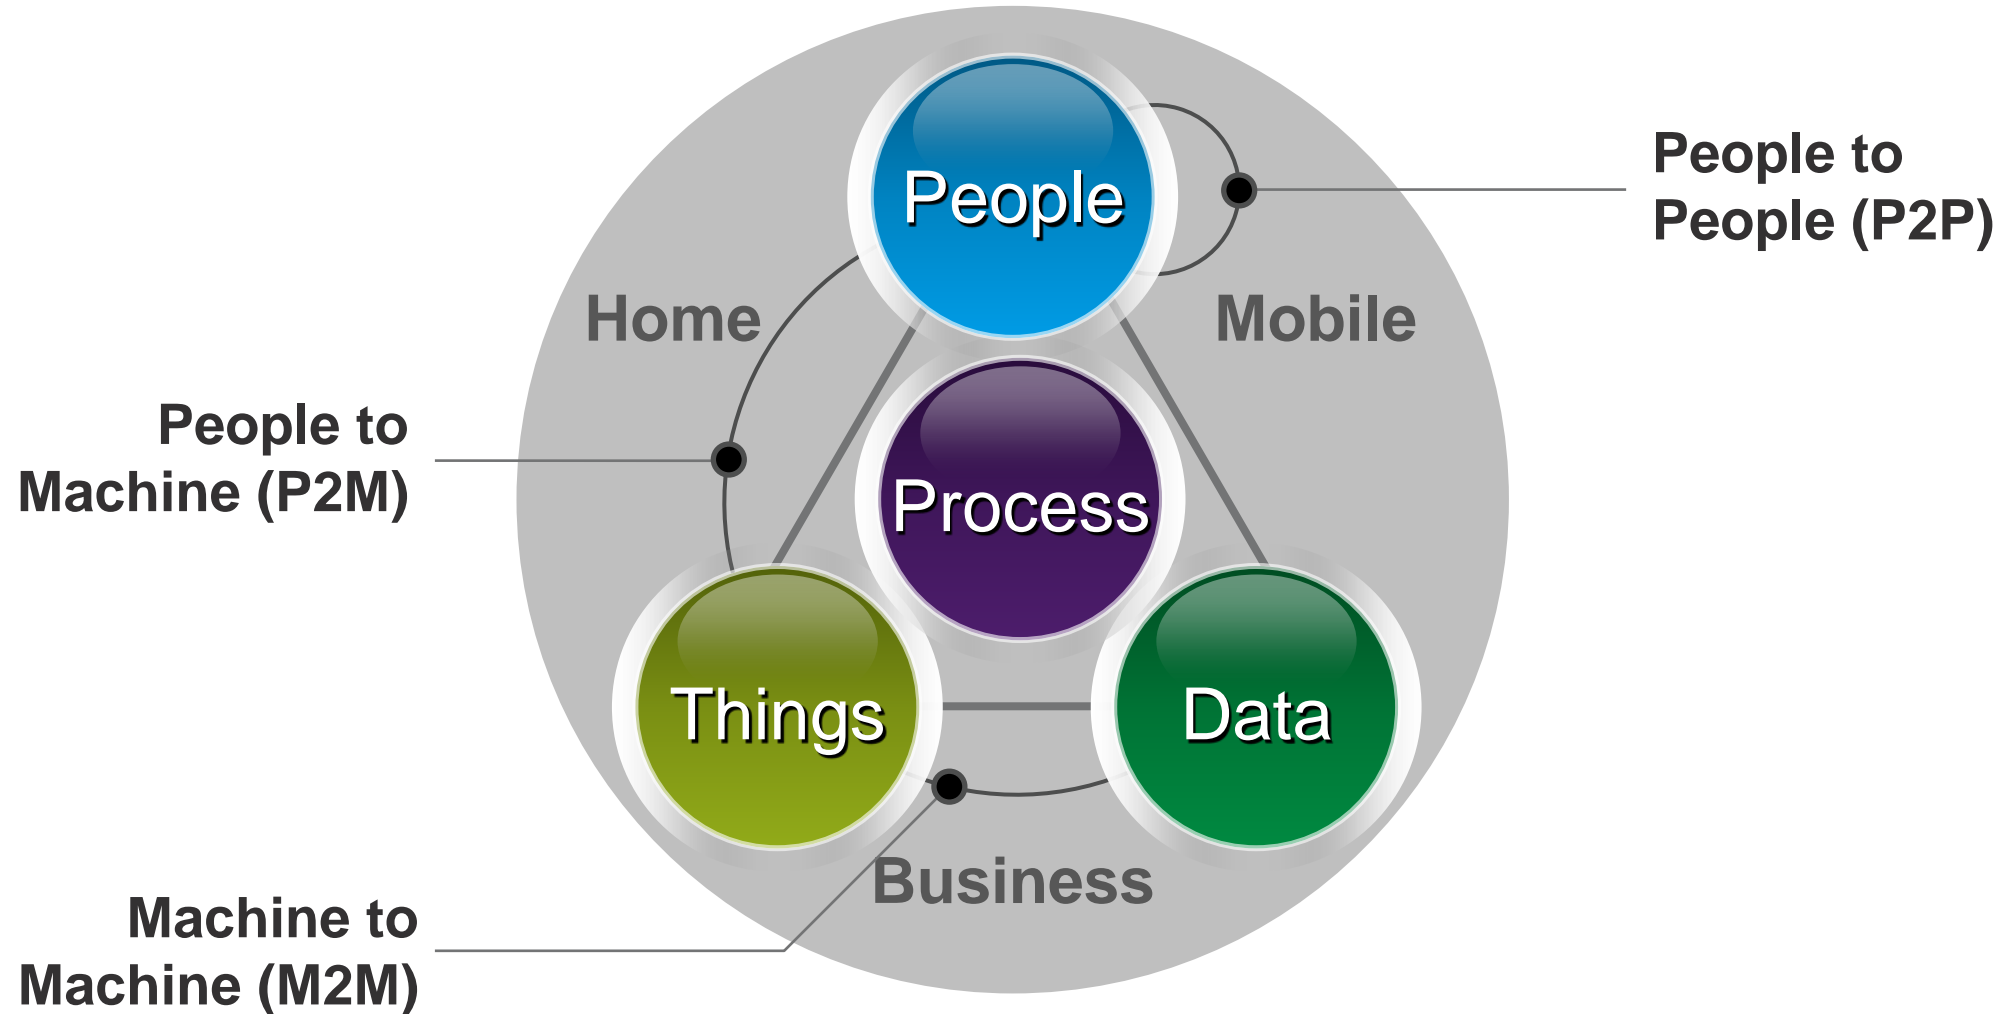 People
People to
People (P2P)
Home
Mobile
People to
Machine (P2M)
Process
Things
Data
Business
Machine to
Machine (M2M)